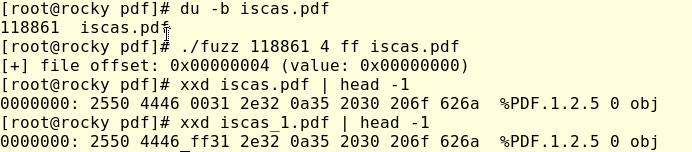 [root@rocky pdf]# du -b iscas.pdf
118861  iscas.pdf
[root@rocky pdf]# ./fuzz 118861 4 ff iscas.pdf
[+] file offset: 0x00000004 (value: 0x00000000)
[root@rocky pdf]# xxd iscas.pdf | head -1
0000000: 2550 4446 0031 2e32 0a35 2030 206f 626a  %PDF.1.2.5 0 obj
[root@rocky pdf]# xxd iscas_1.pdf | head -1
0000000: 2550 4446 ff31 2e32 0a35 2030 206f 626a  %PDF.1.2.5 0 obj